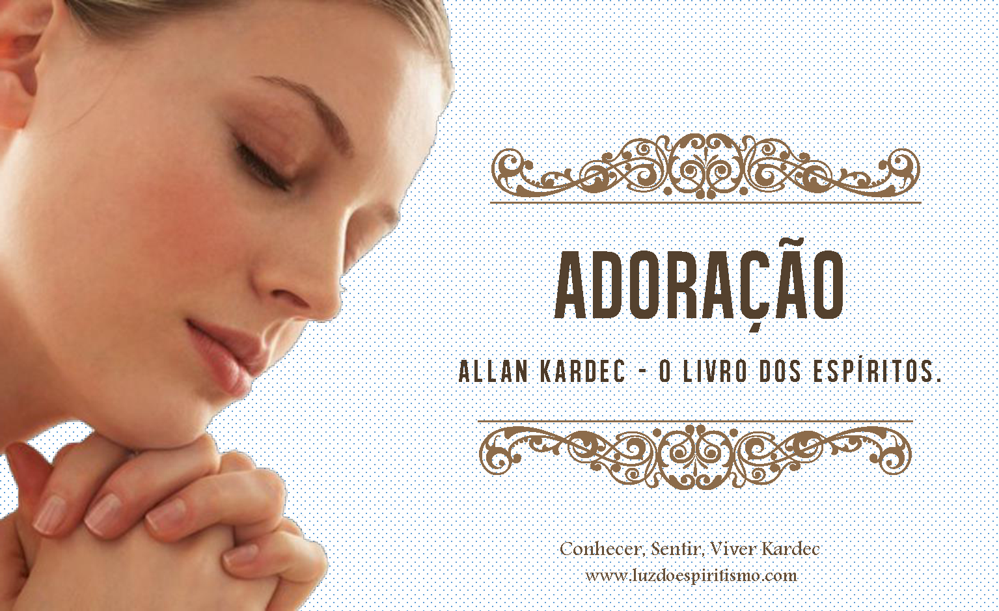 ADORAÇÃO
ALLAN KARDEC - O LIVRO DOS ESPÍRITOS.
Conhecer, Sentir, Viver Kardec
www.luzdoespiritismo.com